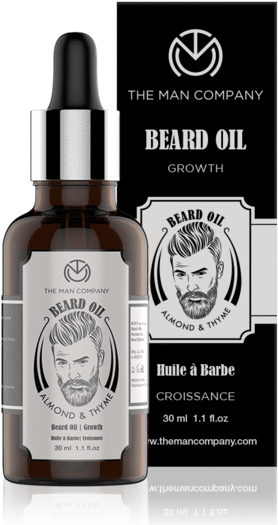 THE MAN COMPANY
BEARD OIL
GROWTH
BEARD OIL
ALMOND & THYME
Huile à Barbe
CROISSANCE
30 ml 1.1 fl.oz
www.themancompany.com
THE MAN COMPANY
BEARD OIL
ALMOND & THYME
Beard Oil | Growth
Huile à Barbe| Croissance
30 ml 1.1 fl.oz